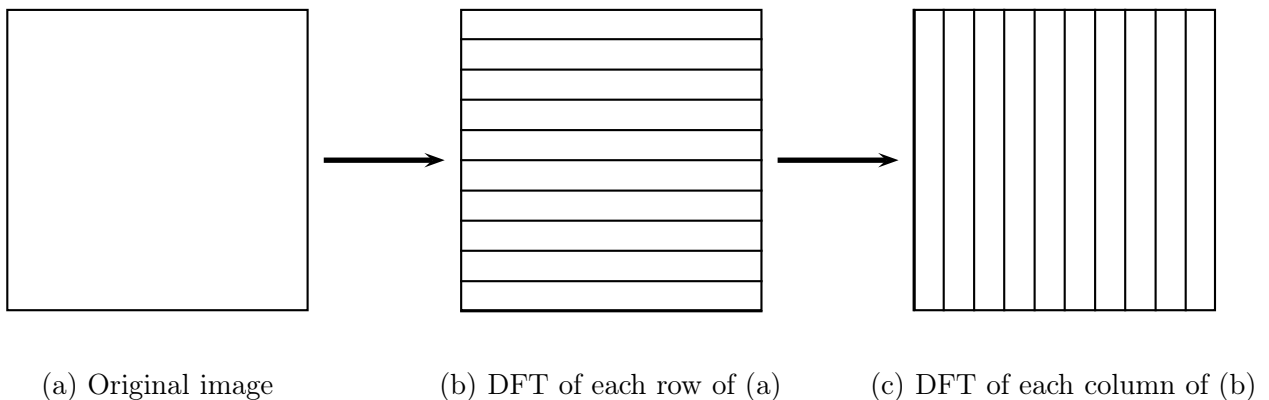 (a) Original image
(b) DFT of each row of (a)
(c) DFT of each column of (b)